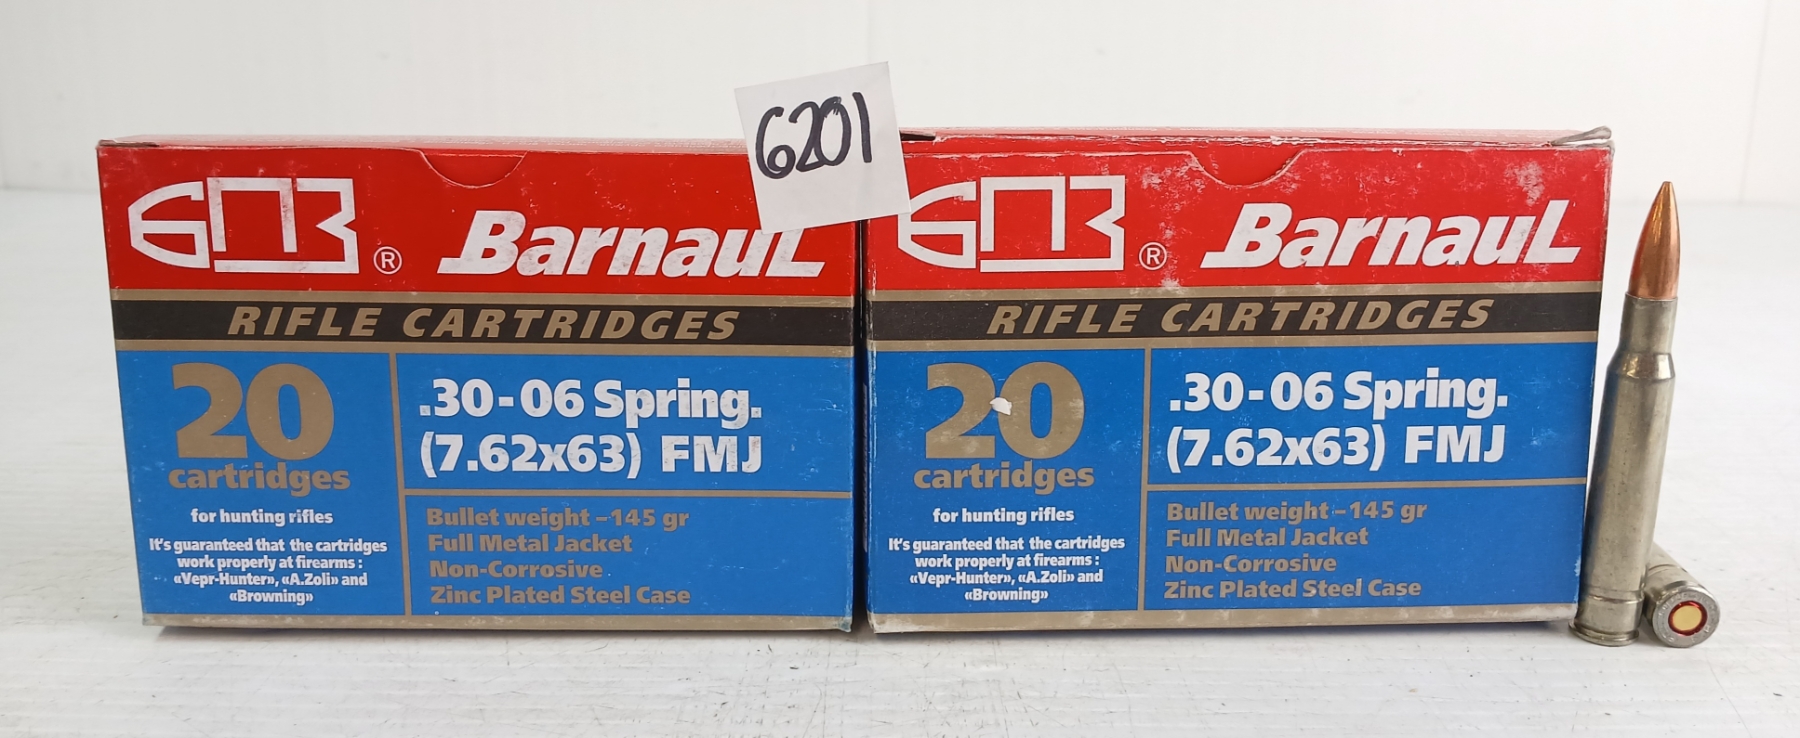 6201
БПЗ ® Barnaul
RIFLE CARTRIDGES
20
cartridges
for hunting rifles
It's guaranteed that the cartridges
work properly at firearms :
«Vepr-Hunter», «A.Zoli» and
«Browning»
.30-06 Spring.
(7.62x63) FMJ
Bullet weight – 145 gr
Full Metal Jacket
Non-Corrosive
Zinc Plated Steel Case
БПЗ ® Barnaul
RIFLE CARTRIDGES
20
cartridges
for hunting rifles
It's guaranteed that the cartridges
work properly at firearms :
«Vepr-Hunter», «A.Zoli» and
«Browning»
.30-06 Spring.
(7.62x63) FMJ
Bullet weight – 145 gr
Full Metal Jacket
Non-Corrosive
Zinc Plated Steel Case